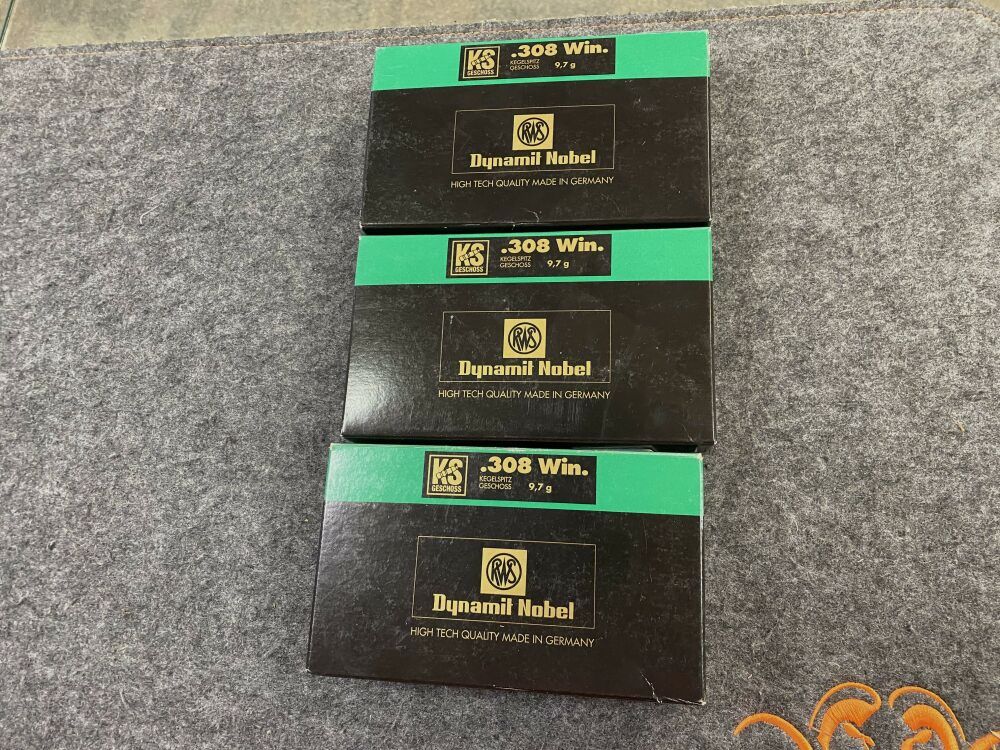 KS
GESCHOSS
.308 Win.
KEGELSPITZ
GESCHOSS
9,7 g
RWS
Dynamit Nobel
HIGH TECH QUALITY MADE IN GERMANY
KS
GESCHOSS
.308 Win.
KEGELSPITZ
GESCHOSS
9,7 g
RWS
Dynamit Nobel
HIGH TECH QUALITY MADE IN GERMANY
KS
GESCHOSS
.308 Win.
KEGELSPITZ
GESCHOSS
9,7 g
RWS
Dynamit Nobel
HIGH TECH QUALITY MADE IN GERMANY